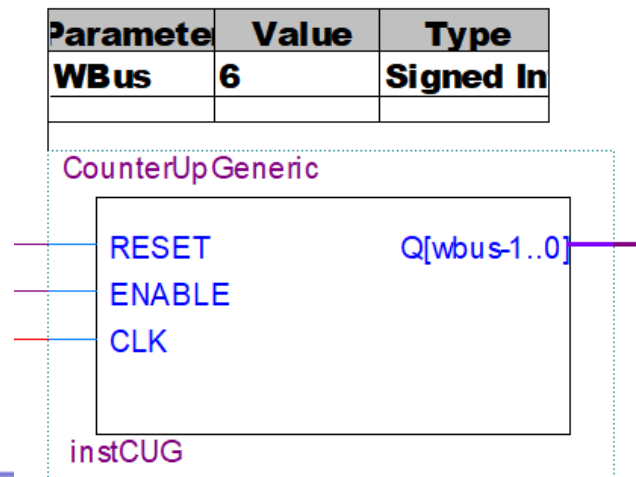 Paramete Value Type
WBus 6 Signed In
CounterUpGeneric
RESET Q[wbus-1..0]
ENABLE
CLK
instCUG